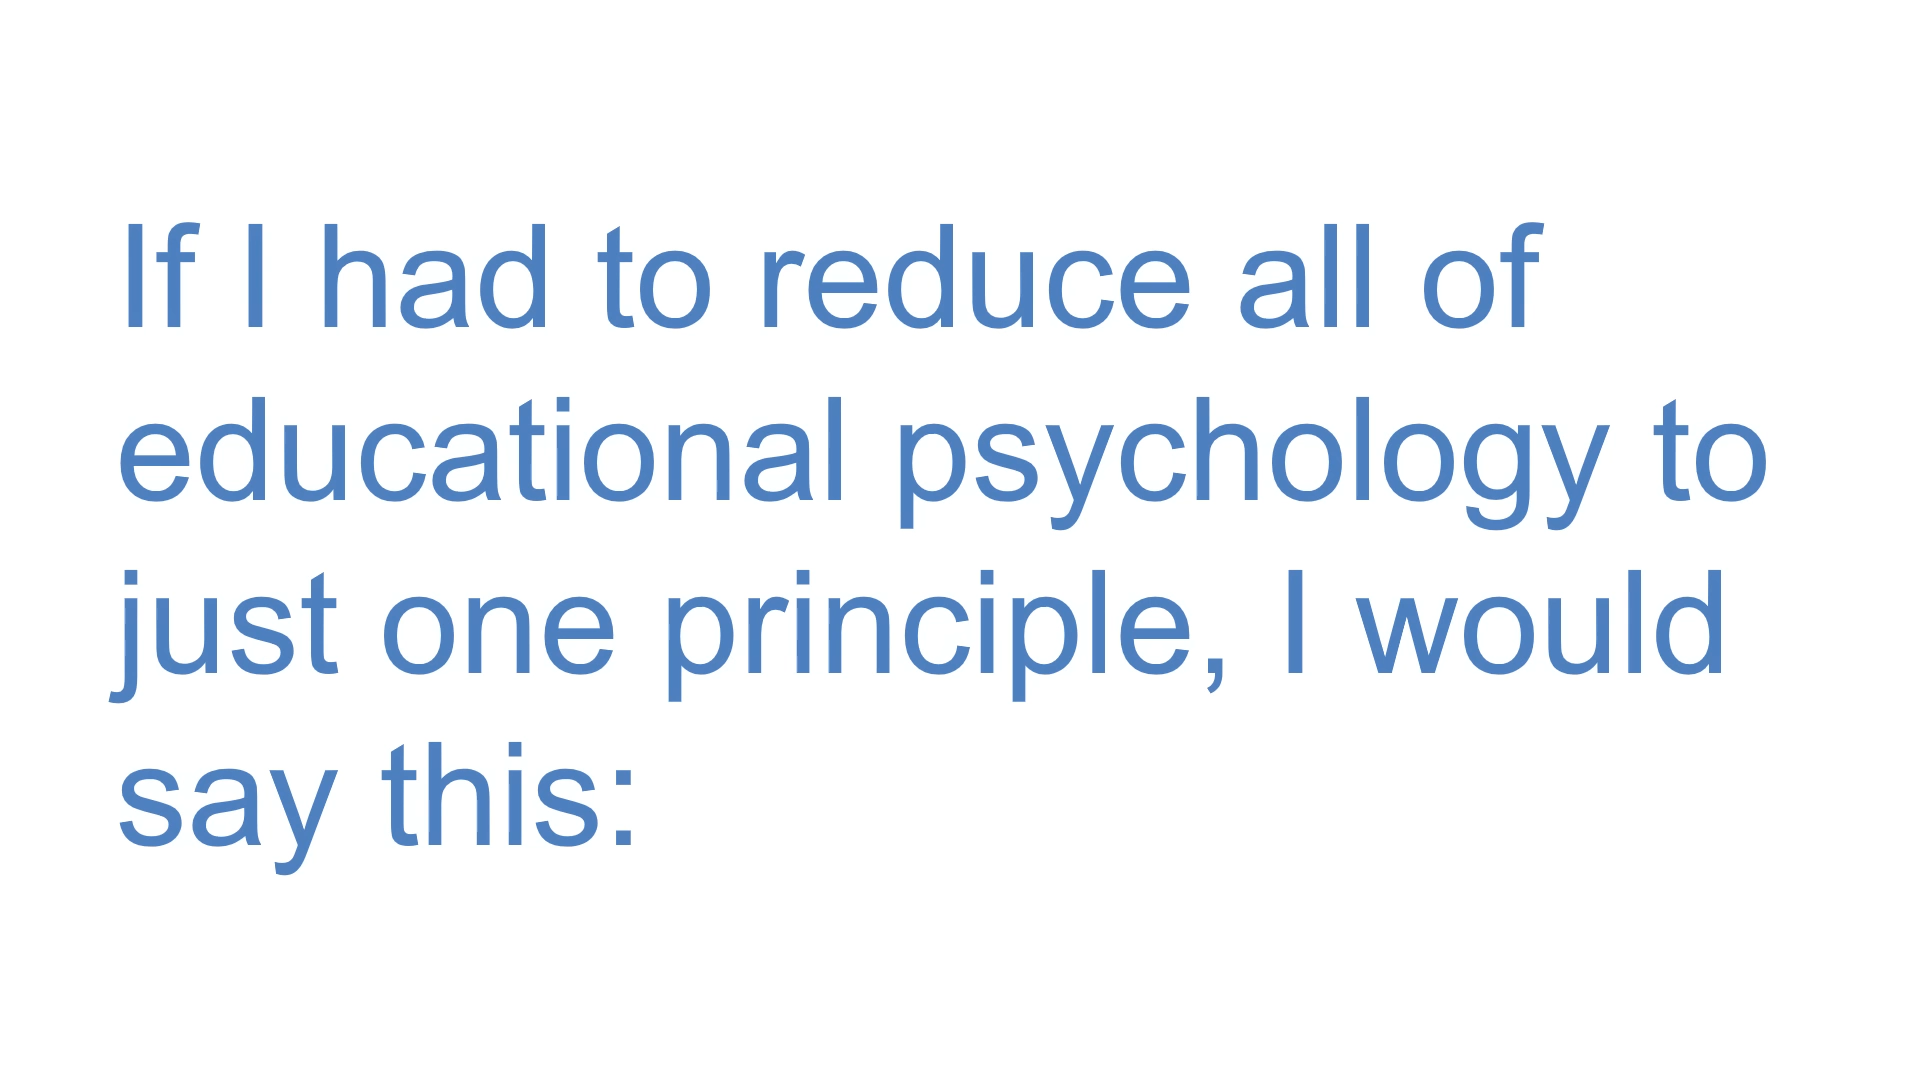 If I had to reduce all of
educational psychology to
just one principle, I would
say this: